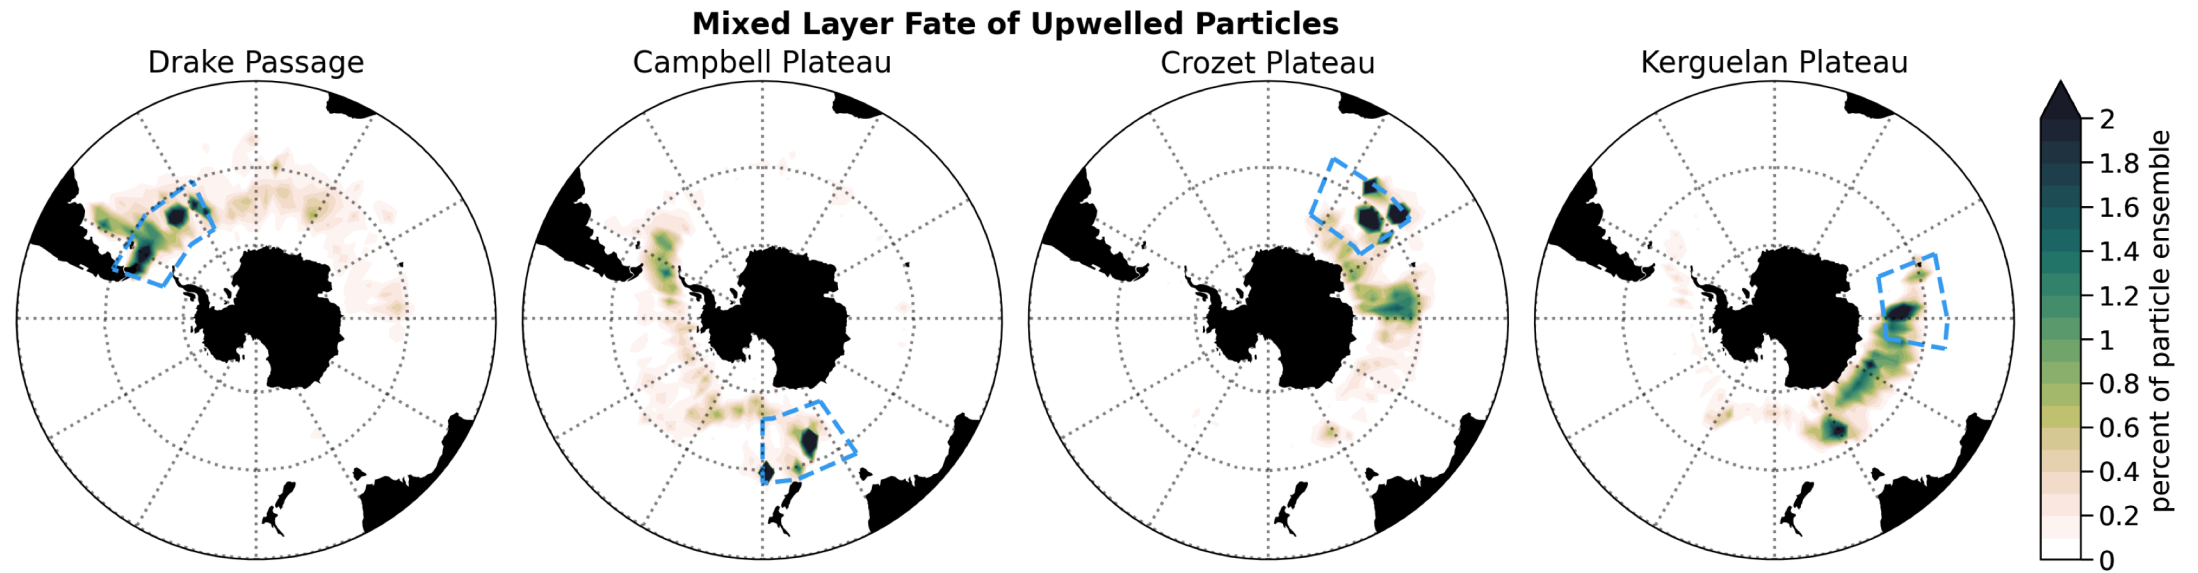 Mixed Layer Fate of Upwelled Particles
Drake Passage
Campbell Plateau
Crozet Plateau
Kerguelan Plateau
2
1.8
1.6
1.4
1.2
1
0.8
0.6
0.4
0.2
0
percent of particle ensemble